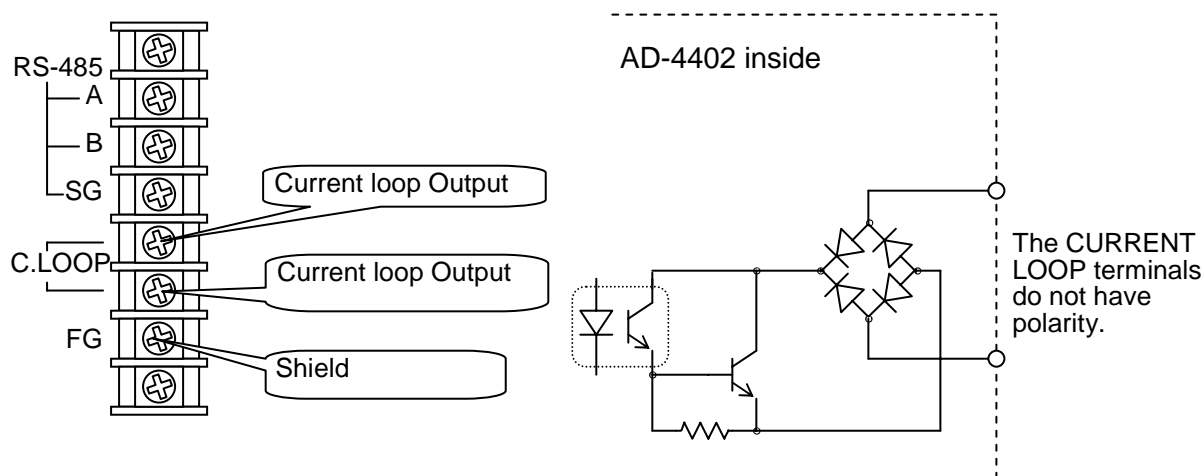 RS-485
A
B
SG
C.LOOP
FG
Current loop Output
Current loop Output
Shield
AD-4402 inside
The CURRENT
LOOP terminals
do not have
polarity.